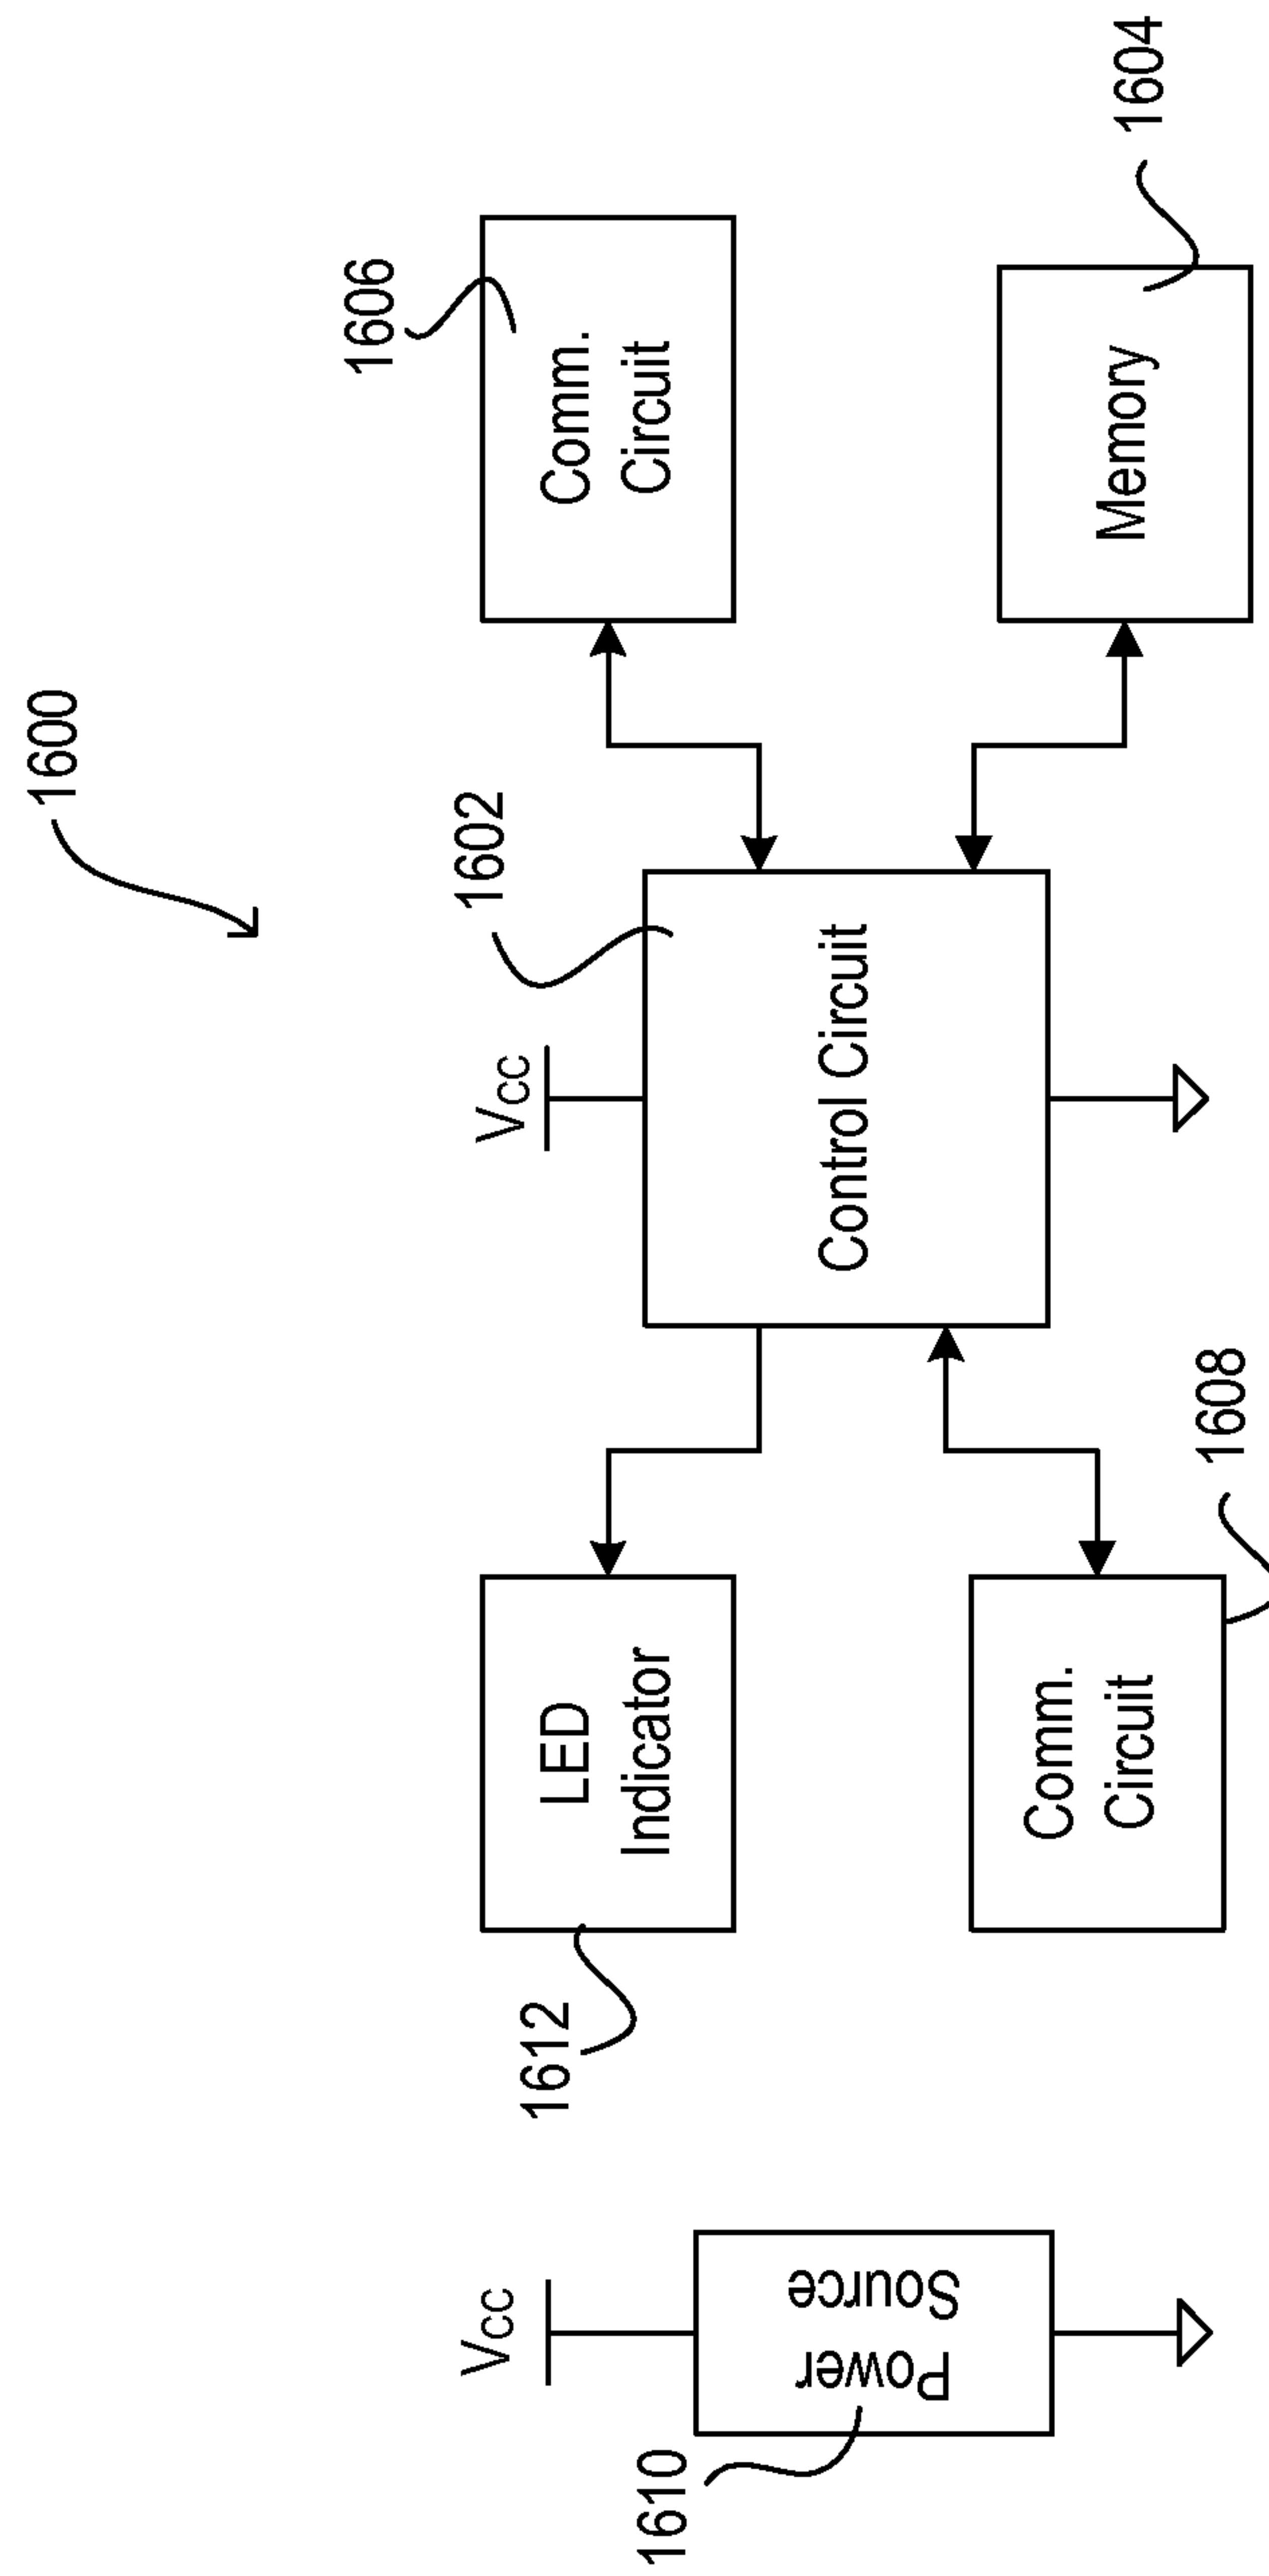 1600
1610
Vcc
Power
Source
1612
LED
Indicator
Comm.
Circuit
1608
Vcc
1602
Control Circuit
1606
Comm.
Circuit
Memory
1604